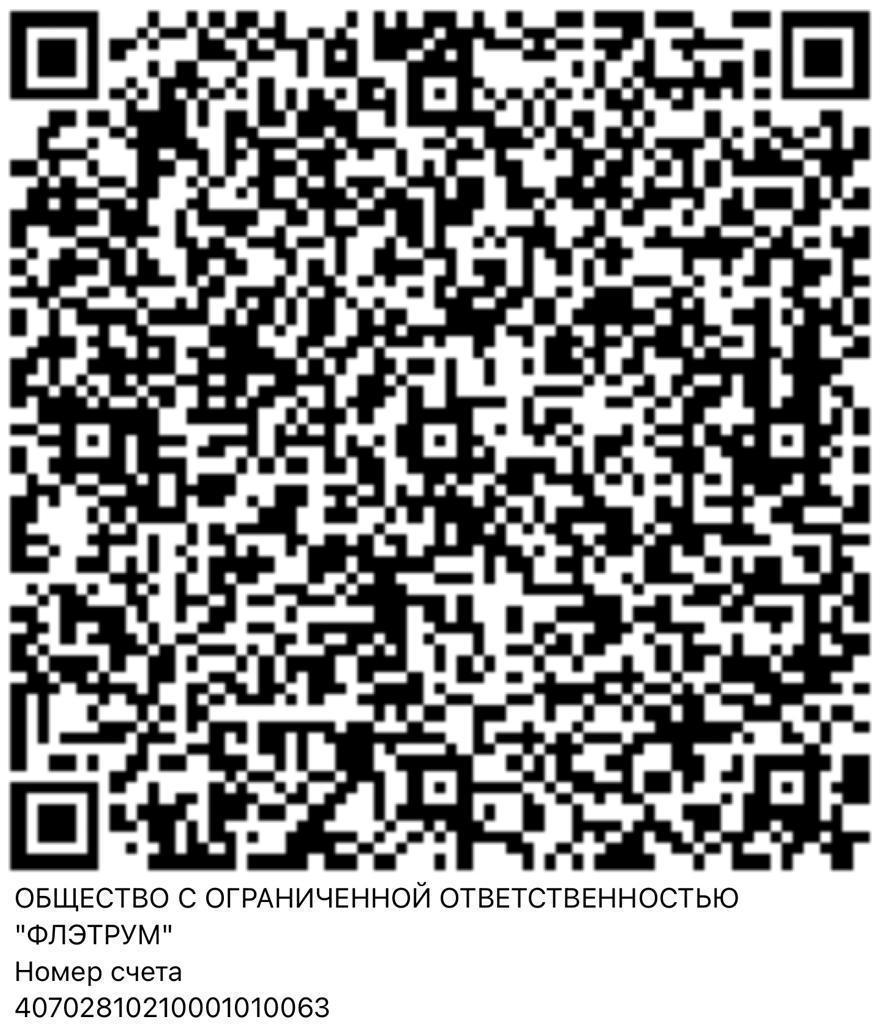 ОБЩЕСТВО С ОГРАНИЧЕННОЙ ОТВЕТСТВЕННОСТЬЮ
"ФЛЭТРУМ"
Номер счета
40702810210001010063